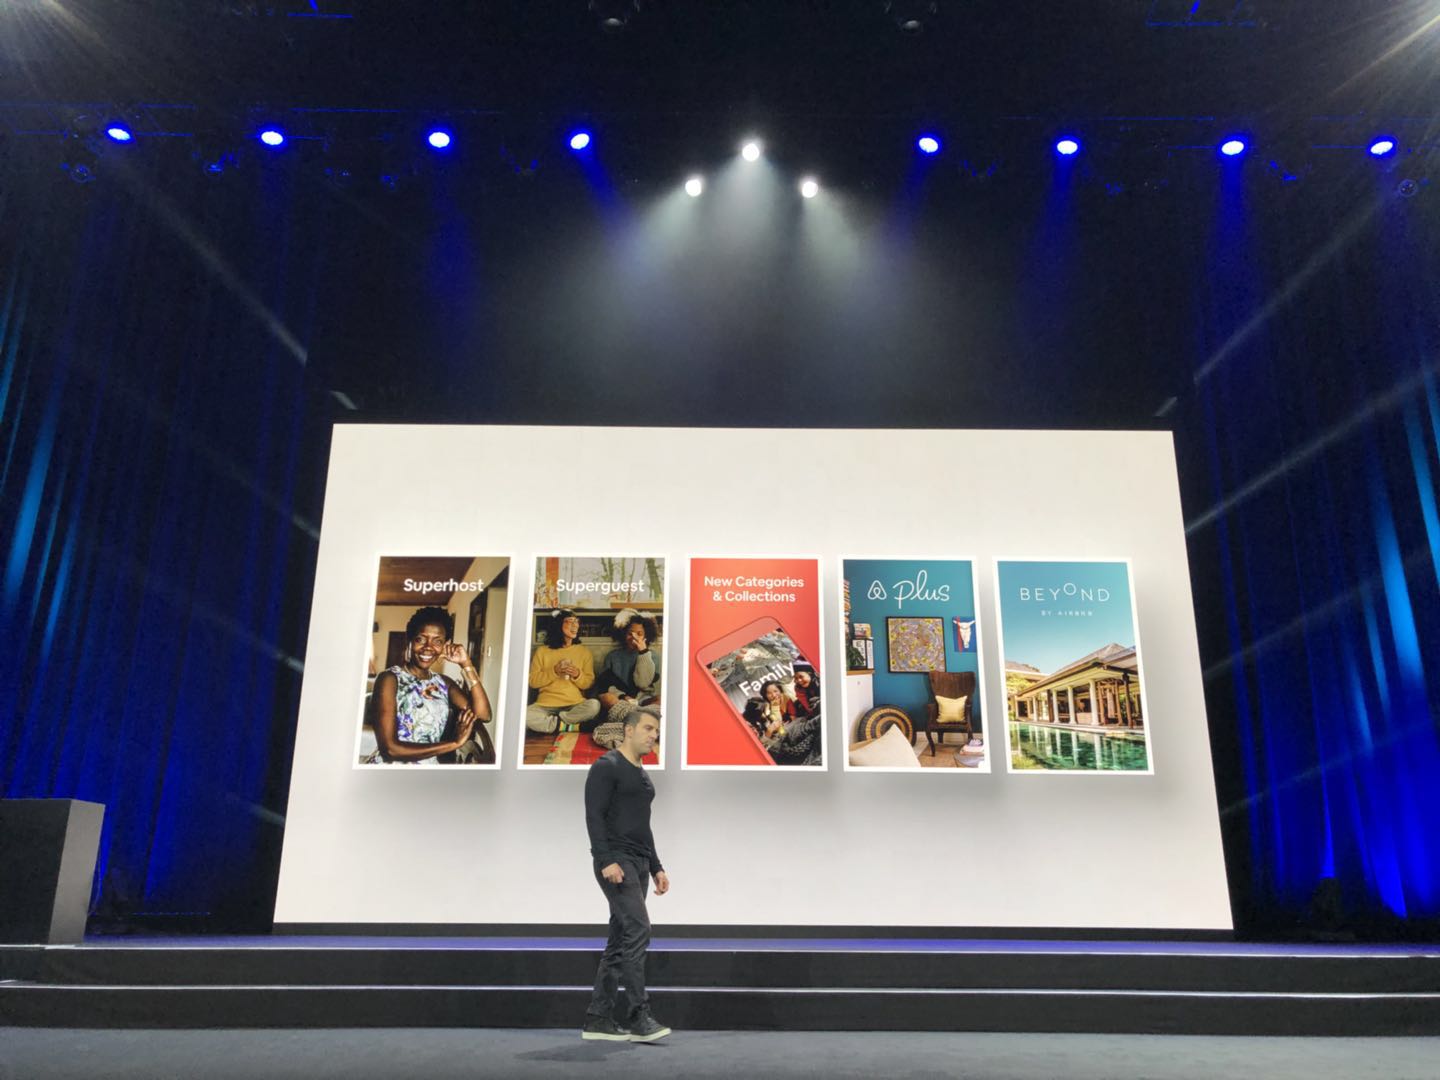 Superhost
Superguest
New Categories
& Collections
Family
plus
BEYOND
BY AIRBNB